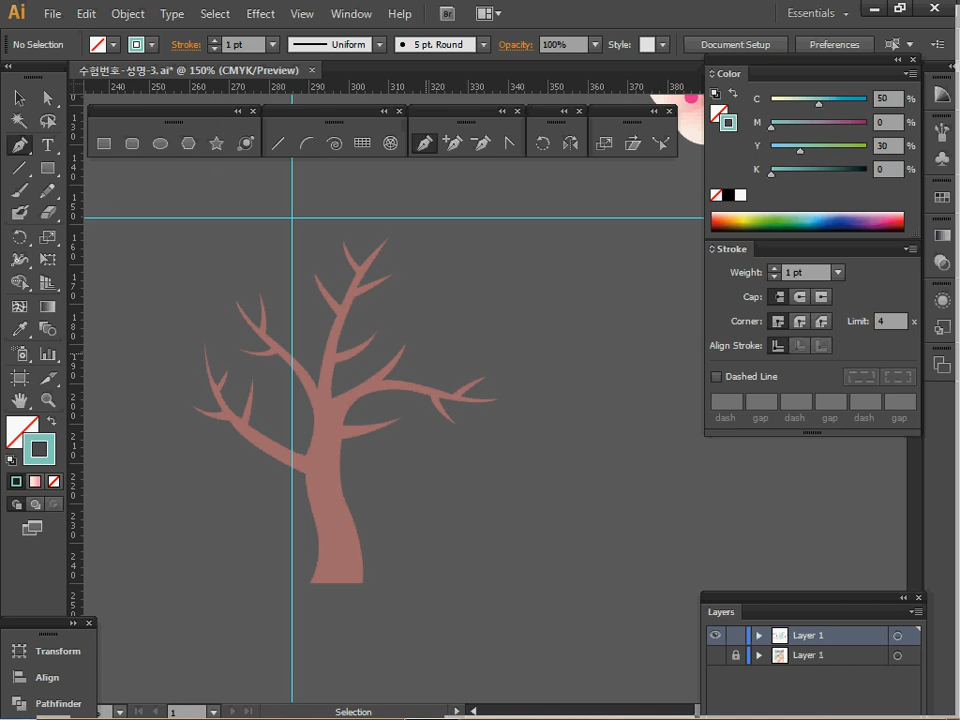 Ai File Edit Object Type Select Effect View Window Help Br Essentials
No Selection Stroke: 1 pt Uniform 5 pt. Round Opacity: 100% Style: Document Setup Preferences
수험번호-성명-3.ai* @ 150% (CMYK/Preview)
240 250 260 270 280 290 300 310 320 330 340 350 360 370 380
Color
C 50 %
M 0 %
Y 30 %
K 0 %
Stroke
Weight: 1 pt
Cap:
Corner: Limit: 4 x
Align Stroke:
Dashed Line
dash gap dash gap dash gap
Layers
Layer 1
Layer 1
Transform
Align
Pathfinder
1 Selection